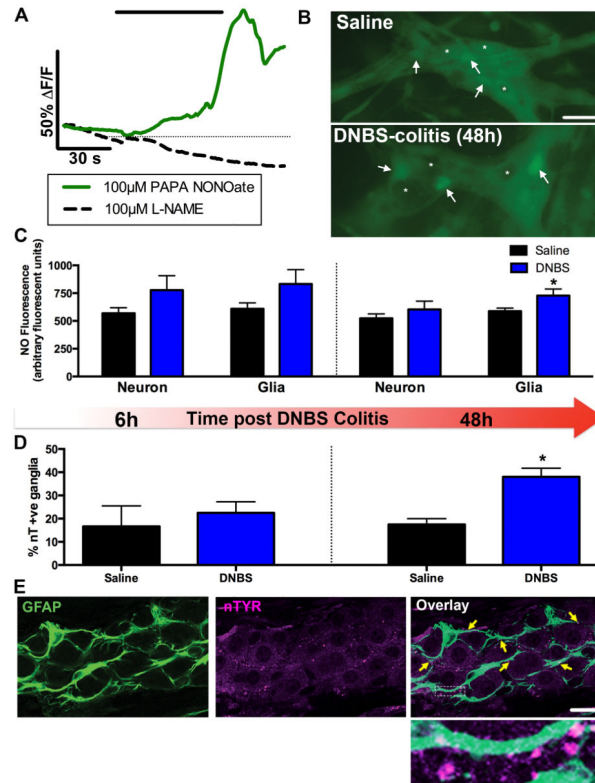 A
50% ΔF/F
30 s
100µM PAPA NONOate
100µM L-NAME
B
Saline
*
*
*
DNBS-colitis (48h)
*
*
*
C
Saline
DNBS
NO Fluorescence
(arbitrary fluorescent units)
1000
750
500
250
0
*
Neuron
Glia
Neuron
Glia
6h
Time post DNBS Colitis
48h
D
% nT +ve ganglia
50
40
30
20
10
0
*
Saline
DNBS
Saline
DNBS
E
GFAP
nTYR
Overlay